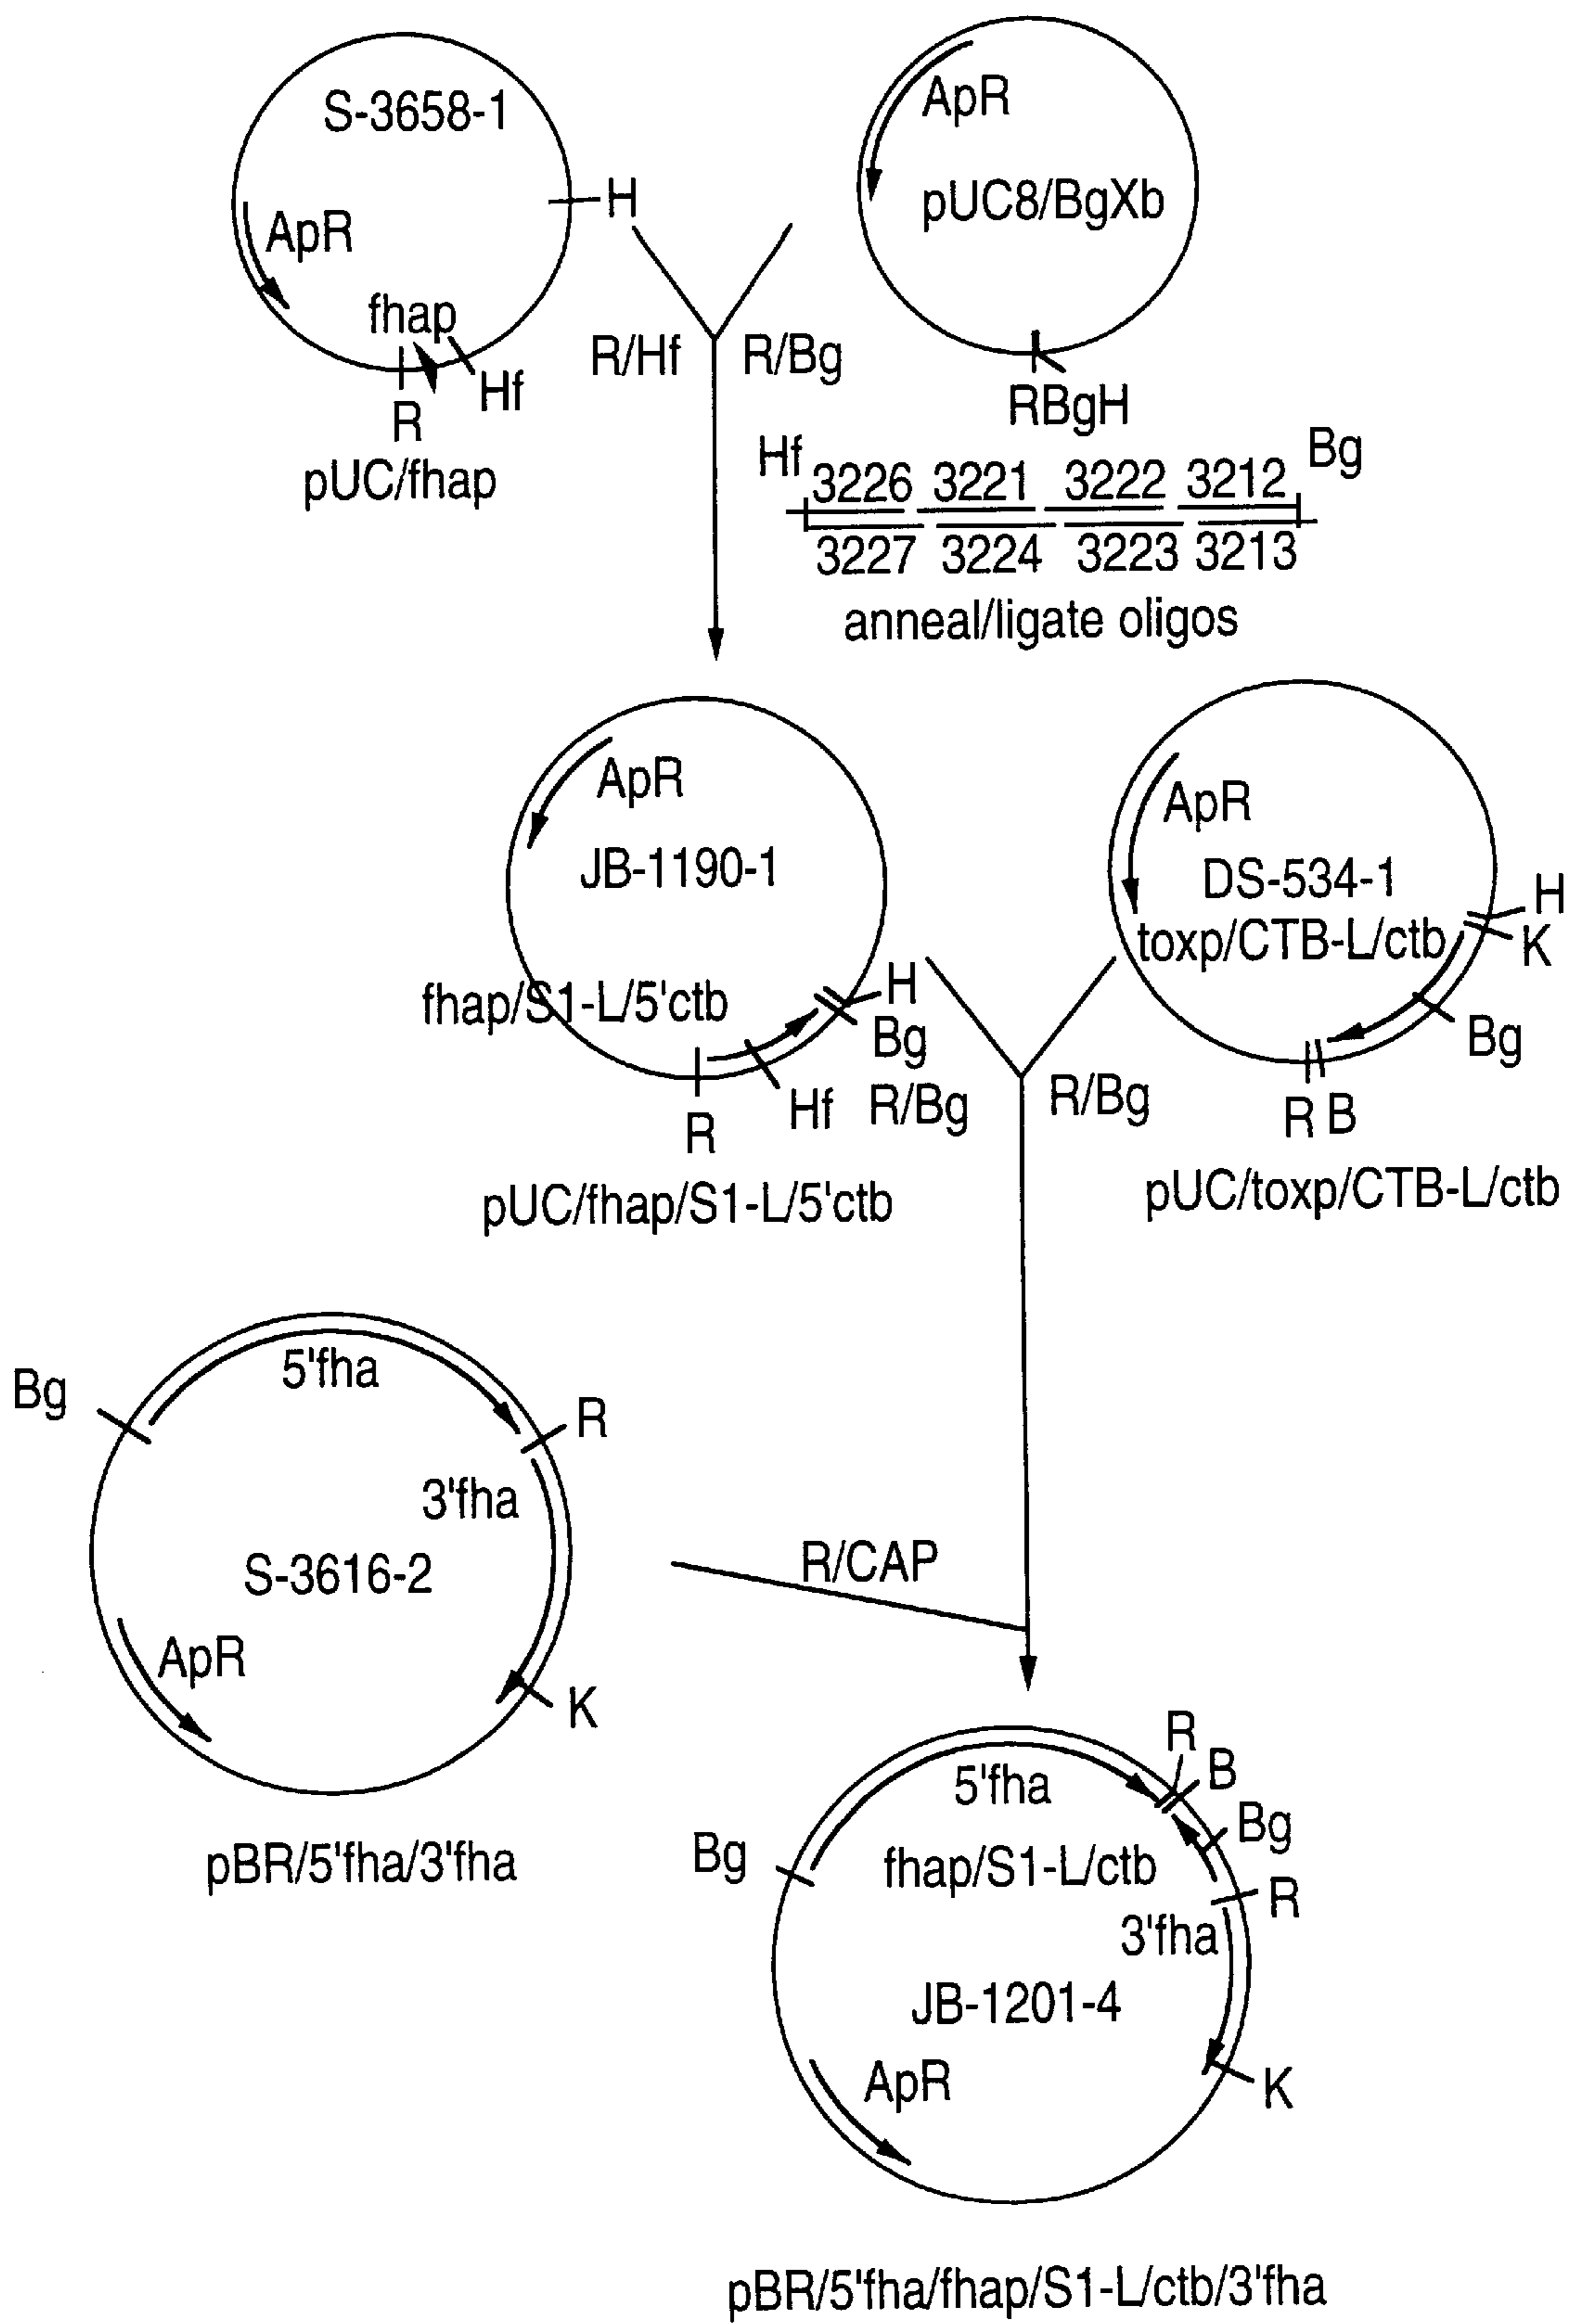 S-3658-1
ApR
H
fhap
R
Hf
pUC/fhap
ApR
pUC8/BgXb
RBgH
R/Hf
R/Bg
Hf
3226 3221 3222 3212
Bg
3227 3224 3223 3213
anneal/ligate oligos
ApR
JB-1190-1
fhap/S1-L/5'ctb
H
Bg
Hf
R
R/Bg
pUC/fhap/S1-L/5'ctb
ApR
DS-534-1
toxp/CTB-L/ctb
H
K
Bg
R B
R/Bg
pUC/toxp/CTB-L/ctb
Bg
5'fha
R
3'fha
S-3616-2
ApR
K
pBR/5'fha/3'fha
R/CAP
R
B
5'fha
Bg
Bg
fhap/S1-L/ctb
R
3'fha
JB-1201-4
ApR
K
pBR/5'fha/fhap/S1-L/ctb/3'fha